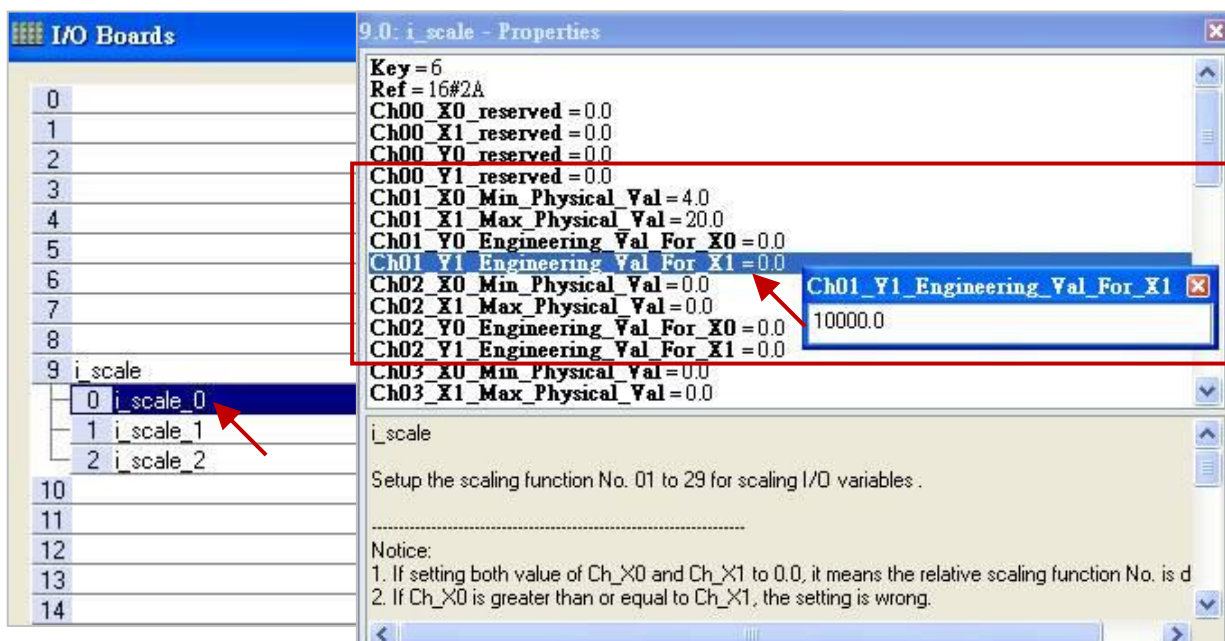 I/O Boards
0
1
2
3
4
5
6
7
8
9 i_scale
0 i_scale_0
1 i_scale_1
2 i_scale_2
10
11
12
13
14
9.0: i_scale - Properties
Key = 6
Ref = 16#2A
Ch00_X0_reserved = 0.0
Ch00_X1_reserved = 0.0
Ch00_Y0_reserved = 0.0
Ch00_Y1_reserved = 0.0
Ch01_X0_Min_Physical_Val = 4.0
Ch01_X1_Max_Physical_Val = 20.0
Ch01_Y0_Engineering_Val_For_X0 = 0.0
Ch01_Y1_Engineering_Val_For_X1 = 0.0
Ch02_X0_Min_Physical_Val = 0.0
Ch02_X1_Max_Physical_Val = 0.0
Ch02_Y0_Engineering_Val_For_X0 = 0.0
Ch02_Y1_Engineering_Val_For_X1 = 0.0
Ch03_X0_Min_Physical_Val = 0.0
Ch03_X1_Max_Physical_Val = 0.0
Ch01_Y1_Engineering_Val_For_X1
10000.0
i_scale
Setup the scaling function No. 01 to 29 for scaling I/O variables .
----------------------------------------------------------------------
Notice:
1. If setting both value of Ch_X0 and Ch_X1 to 0.0, it means the relative scaling function No. is d
2. If Ch_X0 is greater than or equal to Ch_X1, the setting is wrong.